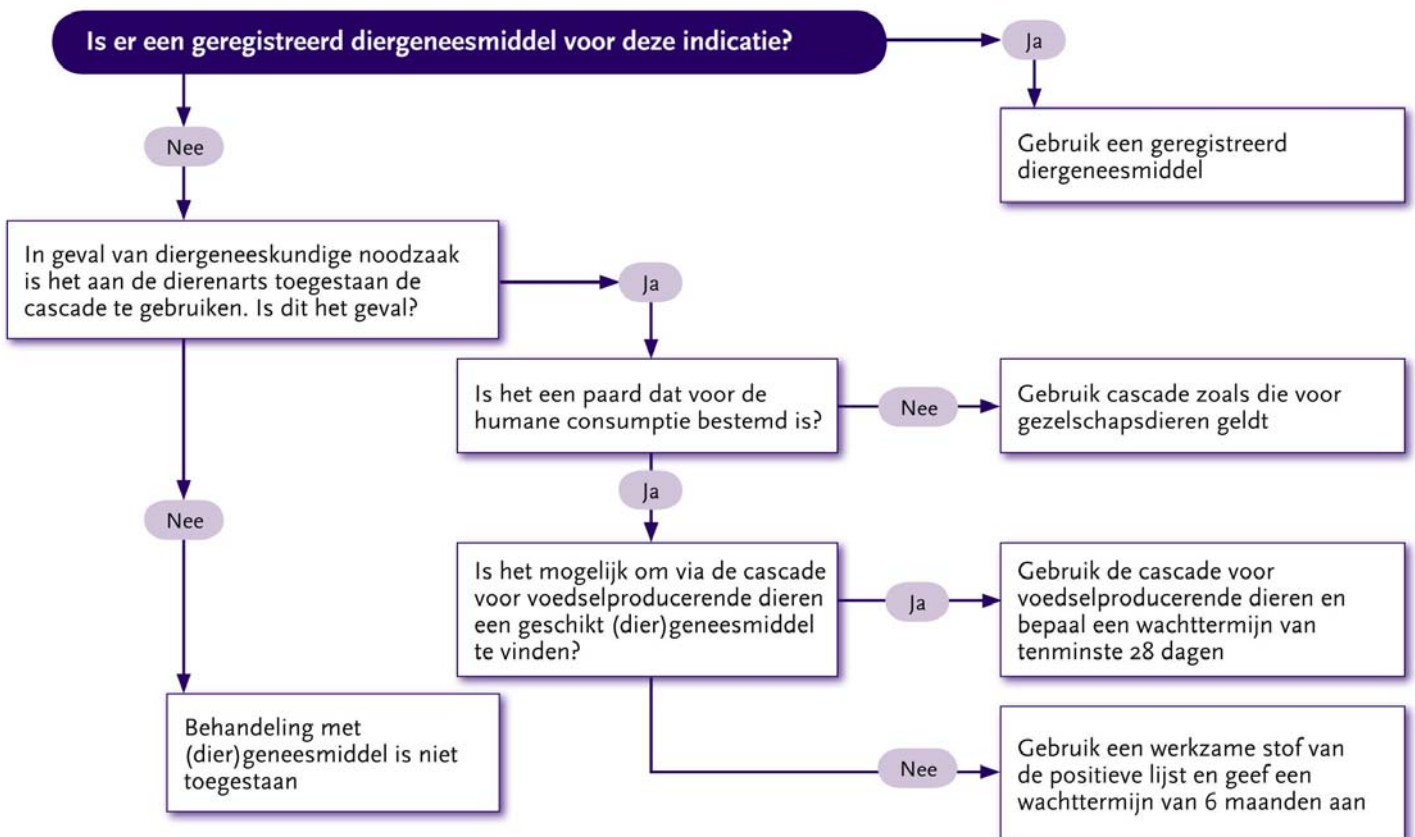 Is er een geregistreerd diergeneesmiddel voor deze indicatie?
Ja
Nee
Gebruik een geregistreerd
diergeneesmiddel
In geval van diergeneeskundige noodzaak
is het aan de dierenarts toegestaan de
cascade te gebruiken. Is dit het geval?
Ja
Is het een paard dat voor de
humane consumptie bestemd is?
Nee
Gebruik cascade zoals die voor
gezelschapsdieren geldt
Ja
Nee
Is het mogelijk om via de cascade
voor voedselproducerende dieren
een geschikt (dier)geneesmiddel
te vinden?
Ja
Gebruik de cascade voor
voedselproducerende dieren en
bepaal een wachttermijn van
tenminste 28 dagen
Behandeling met
(dier)geneesmiddel is niet
toegestaan
Nee
Gebruik een werkzame stof van
de positieve lijst en geef een
wachttermijn van 6 maanden aan